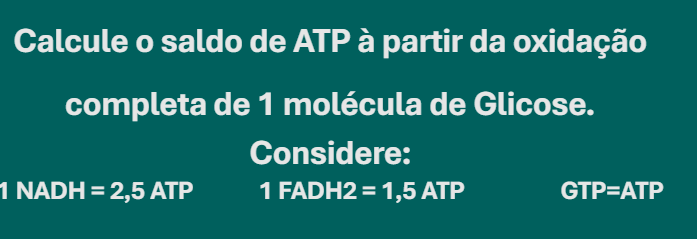 Calcule o saldo de ATP à partir da oxidação
completa de 1 molécula de Glicose.
Considere:
1 NADH = 2,5 ATP 1 FADH2 = 1,5 ATP GTP=ATP